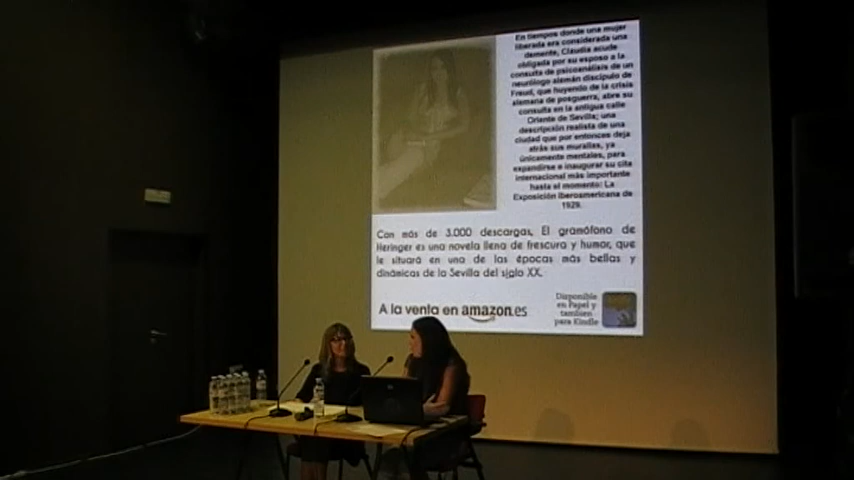 En tiempos donde una mujer
liberada era considerada una
demente, Claudia acude
obligada por su esposo a la
consulta de psicoanálisis de un
neurólogo alemán discípulo de
Freud, que huyendo de la crisis
alemana de posguerra, abre su
consulta en la antigua calle
Oriente de Sevilla; una
descripción realista de una
ciudad que por entonces deja
atrás sus murallas, ya
únicamente mentales, para
expandirse e inaugurar su cita
internacional más importante
hasta el momento: La
Exposición Iberoamericana de
1929.
Con más de 3.000 descargas, El gramófono de
Heringer es una novela llena de frescura y humor, que
le situará en una de las épocas más bellas y
dinámicas de la Sevilla del siglo XX.
A la venta en amazon.es
Disponible
en Papel y
tambien
para Kindle